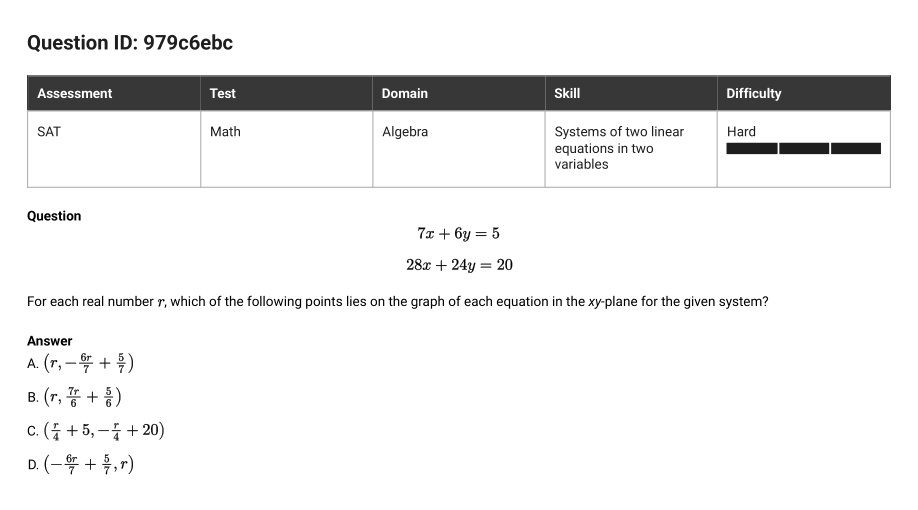 Question ID: 979c6ebc
Assessment Test Domain Skill Difficulty
SAT Math Algebra Systems of two linear equations in two variables Hard
Question
7x + 6y = 5
28x + 24y = 20
For each real number r, which of the following points lies on the graph of each equation in the xy-plane for the given system?
Answer
A. (r, −6r/7 + 5/7)
B. (r, 7r/6 + 5/6)
C. (r/4 + 5, −r/4 + 20)
D. (−6r/7 + 5/7, r)